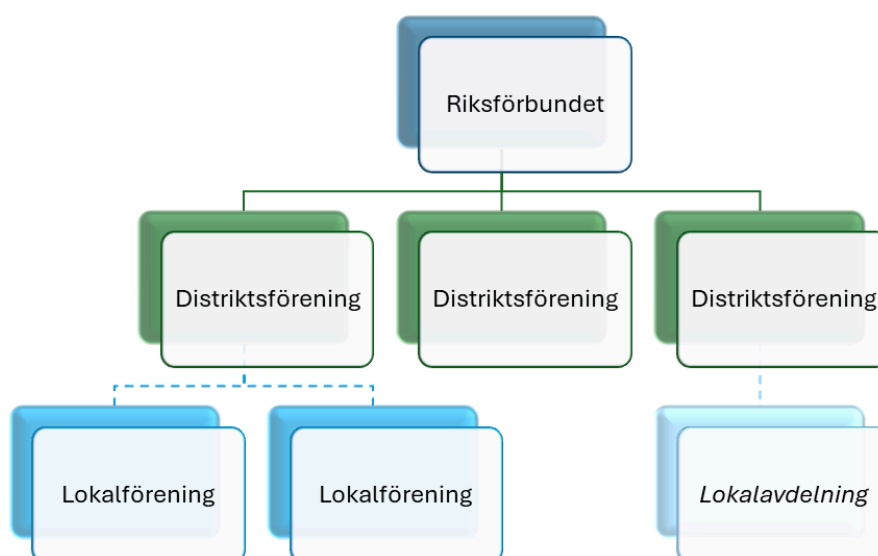 Riksförbundet
Distriktsförening
Distriktsförening
Distriktsförening
Lokalförening
Lokalförening
Lokalavdelning